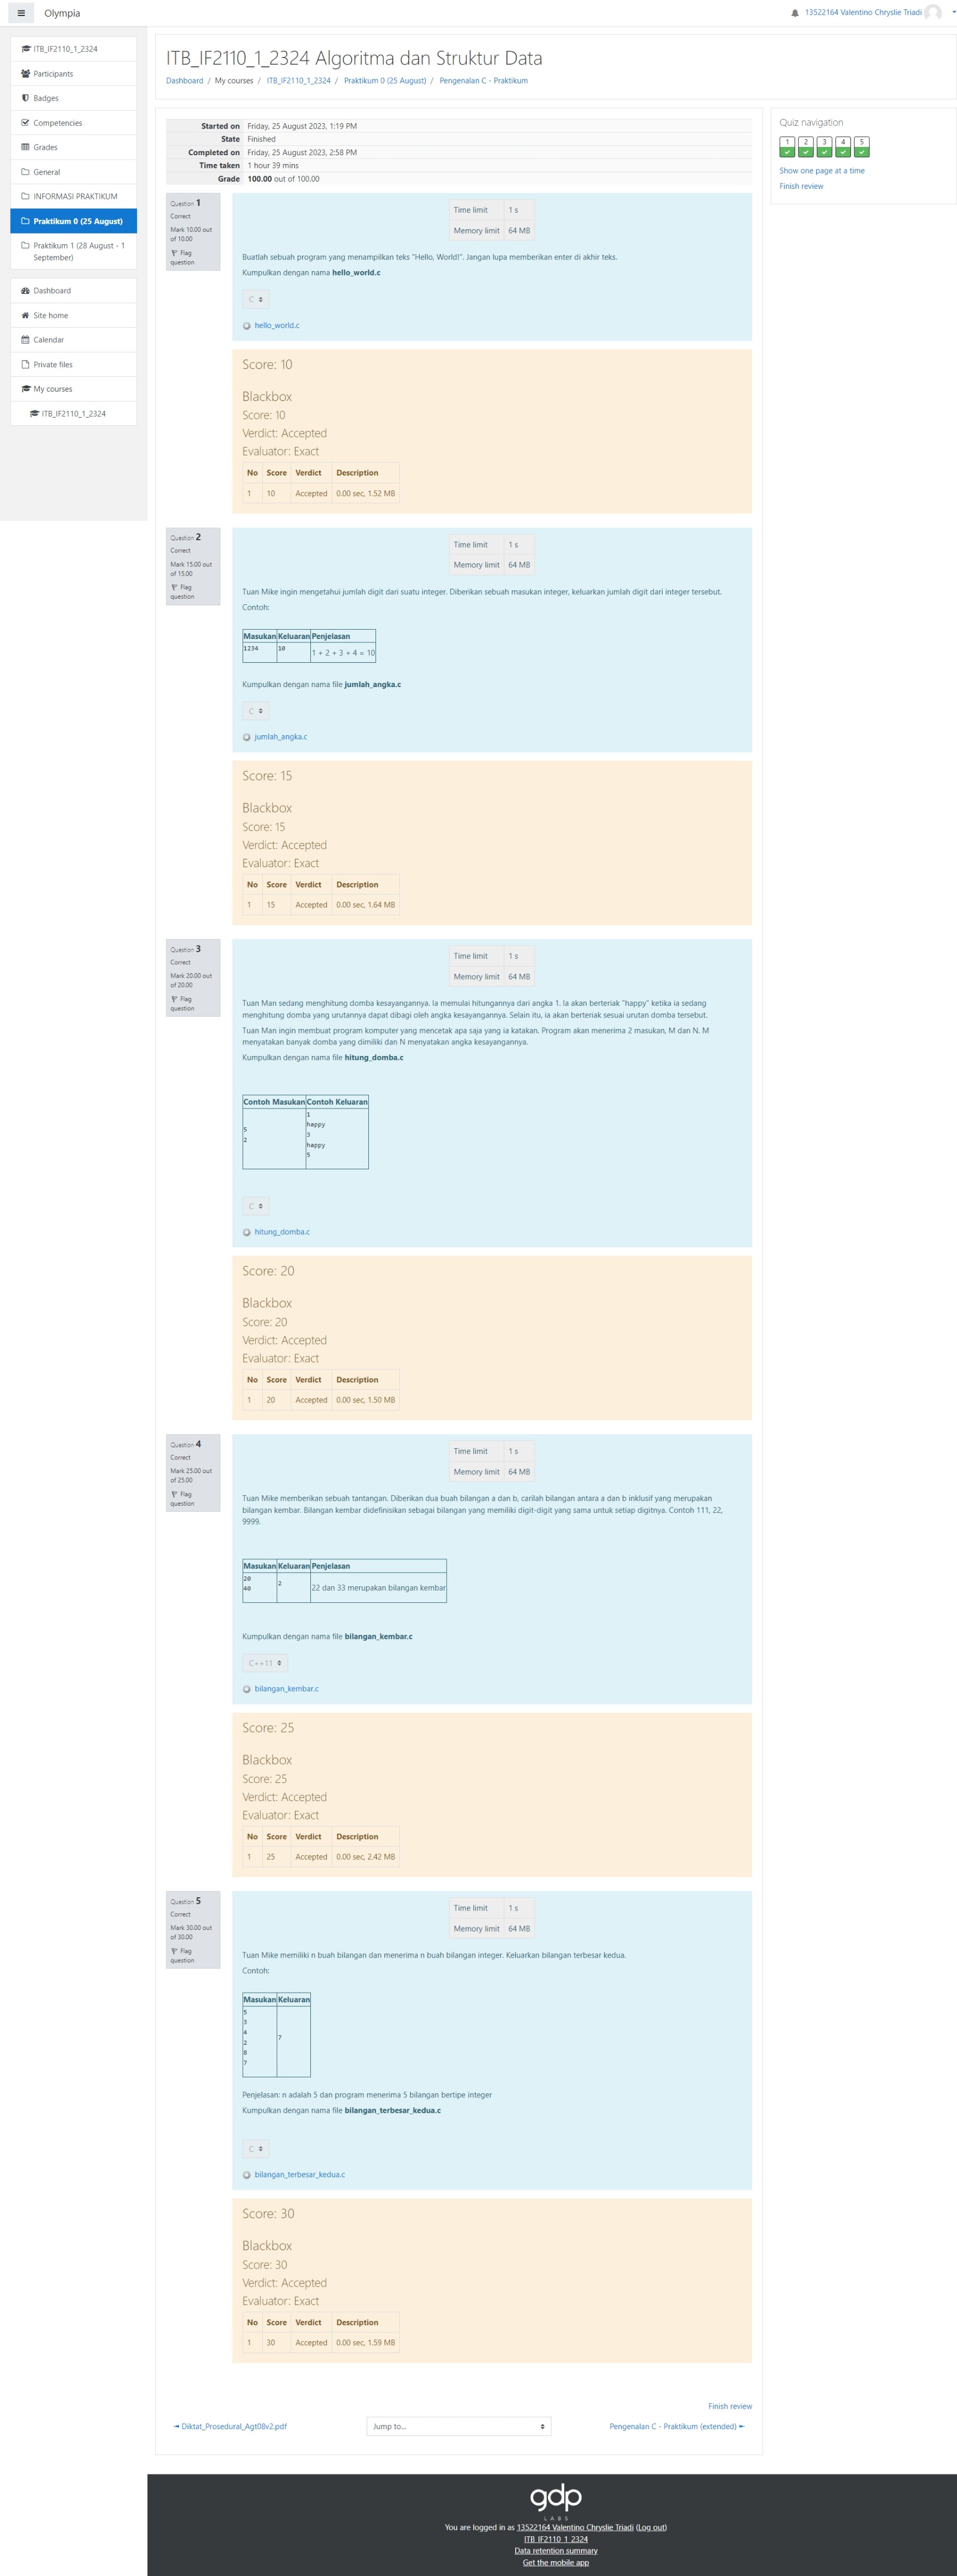 Olympia
13522164 Valentino Chryslie Triadi
ITB_IF2110_1_2324
Participants
Badges
Competencies
Grades
General
INFORMASI PRAKTIKUM
Praktikum 0 (25 August)
Praktikum 1 (28 August - 1
September)
Dashboard
Site home
Calendar
Private files
My courses
ITB_IF2110_1_2324
ITB_IF2110_1_2324 Algoritma dan Struktur Data
Dashboard / My courses / ITB_IF2110_1_2324 / Praktikum 0 (25 August) / Pengenalan C - Praktikum
Started on Friday, 25 August 2023, 1:19 PM
State Finished
Completed on Friday, 25 August 2023, 2:58 PM
Time taken 1 hour 39 mins
Grade 100.00 out of 100.00
Quiz navigation
1 2 3 4 5
Show one page at a time
Finish review
Question 1
Correct
Mark 10.00 out
of 10.00
Flag
question
Time limit 1 s
Memory limit 64 MB
Buatlah sebuah program yang menampilkan teks "Hello, World!". Jangan lupa memberikan enter di akhir teks.
Kumpulkan dengan nama hello_world.c
C
hello_world.c
Score: 10
Blackbox
Score: 10
Verdict: Accepted
Evaluator: Exact
No Score Verdict Description
1 10 Accepted 0.00 sec, 1.52 MB
Question 2
Correct
Mark 15.00 out
of 15.00
Flag
question
Time limit 1 s
Memory limit 64 MB
Tuan Mike ingin mengetahui jumlah digit dari suatu integer. Diberikan sebuah masukan integer, keluarkan jumlah digit dari integer tersebut.
Contoh:
Masukan Keluaran Penjelasan
1234 10 1 + 2 + 3 + 4 = 10
Kumpulkan dengan nama file jumlah_angka.c
C
jumlah_angka.c
Score: 15
Blackbox
Score: 15
Verdict: Accepted
Evaluator: Exact
No Score Verdict Description
1 15 Accepted 0.00 sec, 1.64 MB
Question 3
Correct
Mark 20.00 out
of 20.00
Flag
question
Time limit 1 s
Memory limit 64 MB
Tuan Man sedang menghitung domba kesayangannya. Ia memulai hitungannya dari angka 1. Ia akan berteriak "happy" ketika ia sedang
menghitung domba yang urutannya dapat dibagi oleh angka kesayangannya. Selain itu, ia akan berteriak sesuai urutan domba tersebut.
Tuan Man ingin membuat program komputer yang mencetak apa saja yang ia katakan. Program akan menerima 2 masukan, M dan N. M
menyatakan banyak domba yang dimiliki dan N menyatakan angka kesayangannya.
Kumpulkan dengan nama file hitung_domba.c
Contoh Masukan Contoh Keluaran
5
2
1
happy
3
happy
5
C
hitung_domba.c
Score: 20
Blackbox
Score: 20
Verdict: Accepted
Evaluator: Exact
No Score Verdict Description
1 20 Accepted 0.00 sec, 1.50 MB
Question 4
Correct
Mark 25.00 out
of 25.00
Flag
question
Time limit 1 s
Memory limit 64 MB
Tuan Mike memberikan sebuah tantangan. Diberikan dua buah bilangan a dan b, carilah bilangan antara a dan b inklusif yang merupakan
bilangan kembar. Bilangan kembar didefinisikan sebagai bilangan yang memiliki digit-digit yang sama untuk setiap digitnya. Contoh 111, 22,
9999.
Masukan Keluaran Penjelasan
20
40
2
22 dan 33 merupakan bilangan kembar
Kumpulkan dengan nama file bilangan_kembar.c
C++11
bilangan_kembar.c
Score: 25
Blackbox
Score: 25
Verdict: Accepted
Evaluator: Exact
No Score Verdict Description
1 25 Accepted 0.00 sec, 2.42 MB
Question 5
Correct
Mark 30.00 out
of 30.00
Flag
question
Time limit 1 s
Memory limit 64 MB
Tuan Mike memiliki n buah bilangan dan menerima n buah bilangan integer. Keluarkan bilangan terbesar kedua.
Contoh:
Masukan Keluaran
5
3
4
2
8
7
7
Penjelasan: n adalah 5 dan program menerima 5 bilangan bertipe integer
Kumpulkan dengan nama file bilangan_terbesar_kedua.c
C
bilangan_terbesar_kedua.c
Score: 30
Blackbox
Score: 30
Verdict: Accepted
Evaluator: Exact
No Score Verdict Description
1 30 Accepted 0.00 sec, 1.59 MB
Finish review
◄ Diktat_Prosedural_Agt08v2.pdf
Jump to...
Pengenalan C - Praktikum (extended) ►
gdp
LABS
You are logged in as 13522164 Valentino Chryslie Triadi (Log out)
ITB_IF2110_1_2324
Data retention summary
Get the mobile app